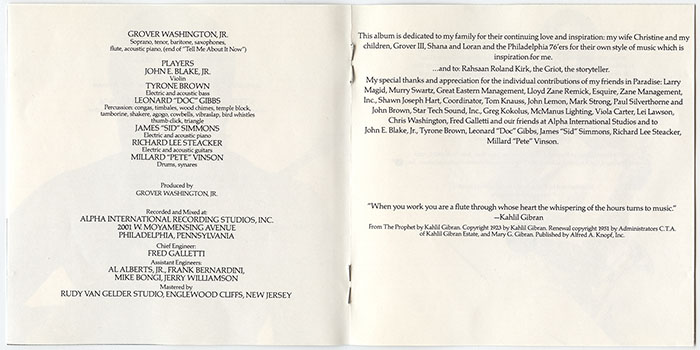 GROVER WASHINGTON, JR.
Soprano, tenor, baritone, saxophones,
flute, acoustic piano, (end of "Tell Me About It Now")
PLAYERS
JOHN E. BLAKE, JR.
Violin
TYRONE BROWN
Electric and acoustic bass
LEONARD "DOC" GIBBS
Percussion: congas, timbales, wood chimes, temple block,
tamborine, shakere, agogo, cowbells, vibraslap, bird whistles
thumb click, triangle
JAMES "SID" SIMMONS
Electric and acoustic piano
RICHARD LEE STEACKER
Electric and acoustic guitars
MILLARD "PETE" VINSON
Drums, synares
Produced by
GROVER WASHINGTON, JR.
Recorded and Mixed at:
ALPHA INTERNATIONAL RECORDING STUDIOS, INC.
2001 W. MOYAMENSING AVENUE
PHILADELPHIA, PENNSYLVANIA
Chief Engineer:
FRED GALLETTI
Assistant Engineers:
AL ALBERTS, JR., FRANK BERNARDINI,
MIKE BONGI, JERRY WILLIAMSON
Mastered by
RUDY VAN GELDER STUDIO, ENGLEWOOD CLIFFS, NEW JERSEY
This album is dedicated to my family for their continuing love and inspiration: my wife Christine and my
children, Grover III, Shana and Loran and the Philadelphia 76'ers for their own style of music which is
inspiration for me.
...and to: Rahsaan Roland Kirk, the Griot, the storyteller.
My special thanks and appreciation for the individual contributions of my friends in Paradise: Larry
Magid, Murry Swartz, Great Eastern Management, Lloyd Zane Remick, Esquire, Zane Management,
Inc., Shawn Joseph Hart, Coordinator, Tom Knauss, John Lemon, Mark Strong, Paul Silverthorne and
John Brown, Star Tech Sound, Inc., Greg Kokolus, McManus Lighting, Viola Carter, Lei Lawson,
Chris Washington, Fred Galletti and our friends at Alpha International Studios and to
John E. Blake, Jr., Tyrone Brown, Leonard "Doc" Gibbs, James "Sid" Simmons, Richard Lee Steacker,
Millard "Pete" Vinson.
"When you work you are a flute through whose heart the whispering of the hours turns to music."
—Kahlil Gibran
From The Prophet by Kahlil Gibran. Copyright 1923 by Kahlil Gibran. Renewal copyright 1951 by Administrators C.T.A.
of Kahlil Gibran Estate, and Mary G. Gibran. Published by Alfred A. Knopf, Inc.